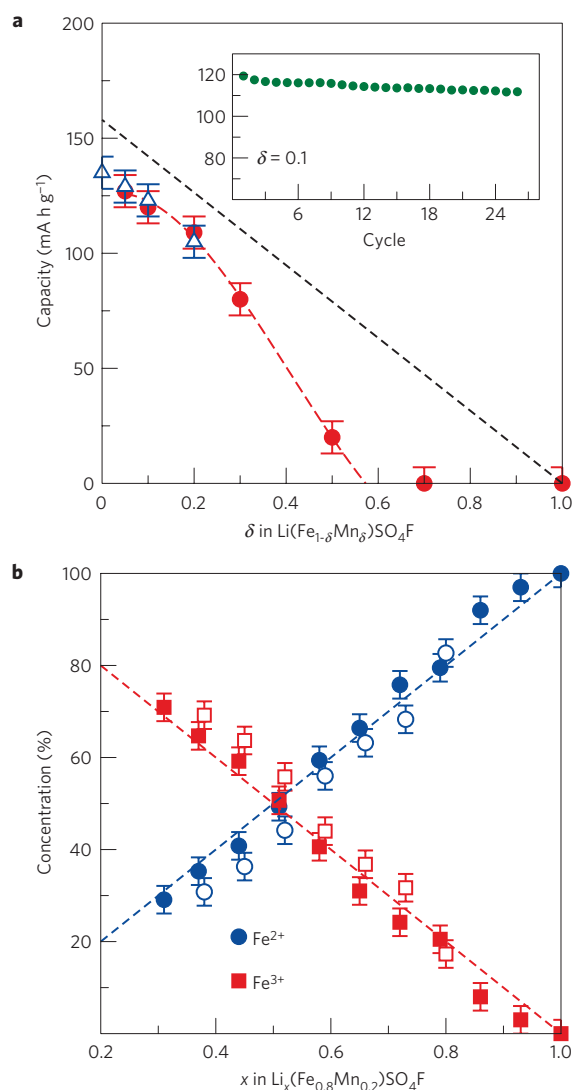 a
200
150
100
50
0
Capacity (mA h g⁻¹)
120
100
80
δ = 0.1
6 12 18 24
Cycle
0 0.2 0.4 0.6 0.8 1.0
δ in Li(Fe₁₋δMnδ)SO₄F
b
100
80
60
40
20
Concentration (%)
Fe²⁺
Fe³⁺
0.2 0.4 0.6 0.8 1.0
x in Liₓ(Fe₀.₈Mn₀.₂)SO₄F